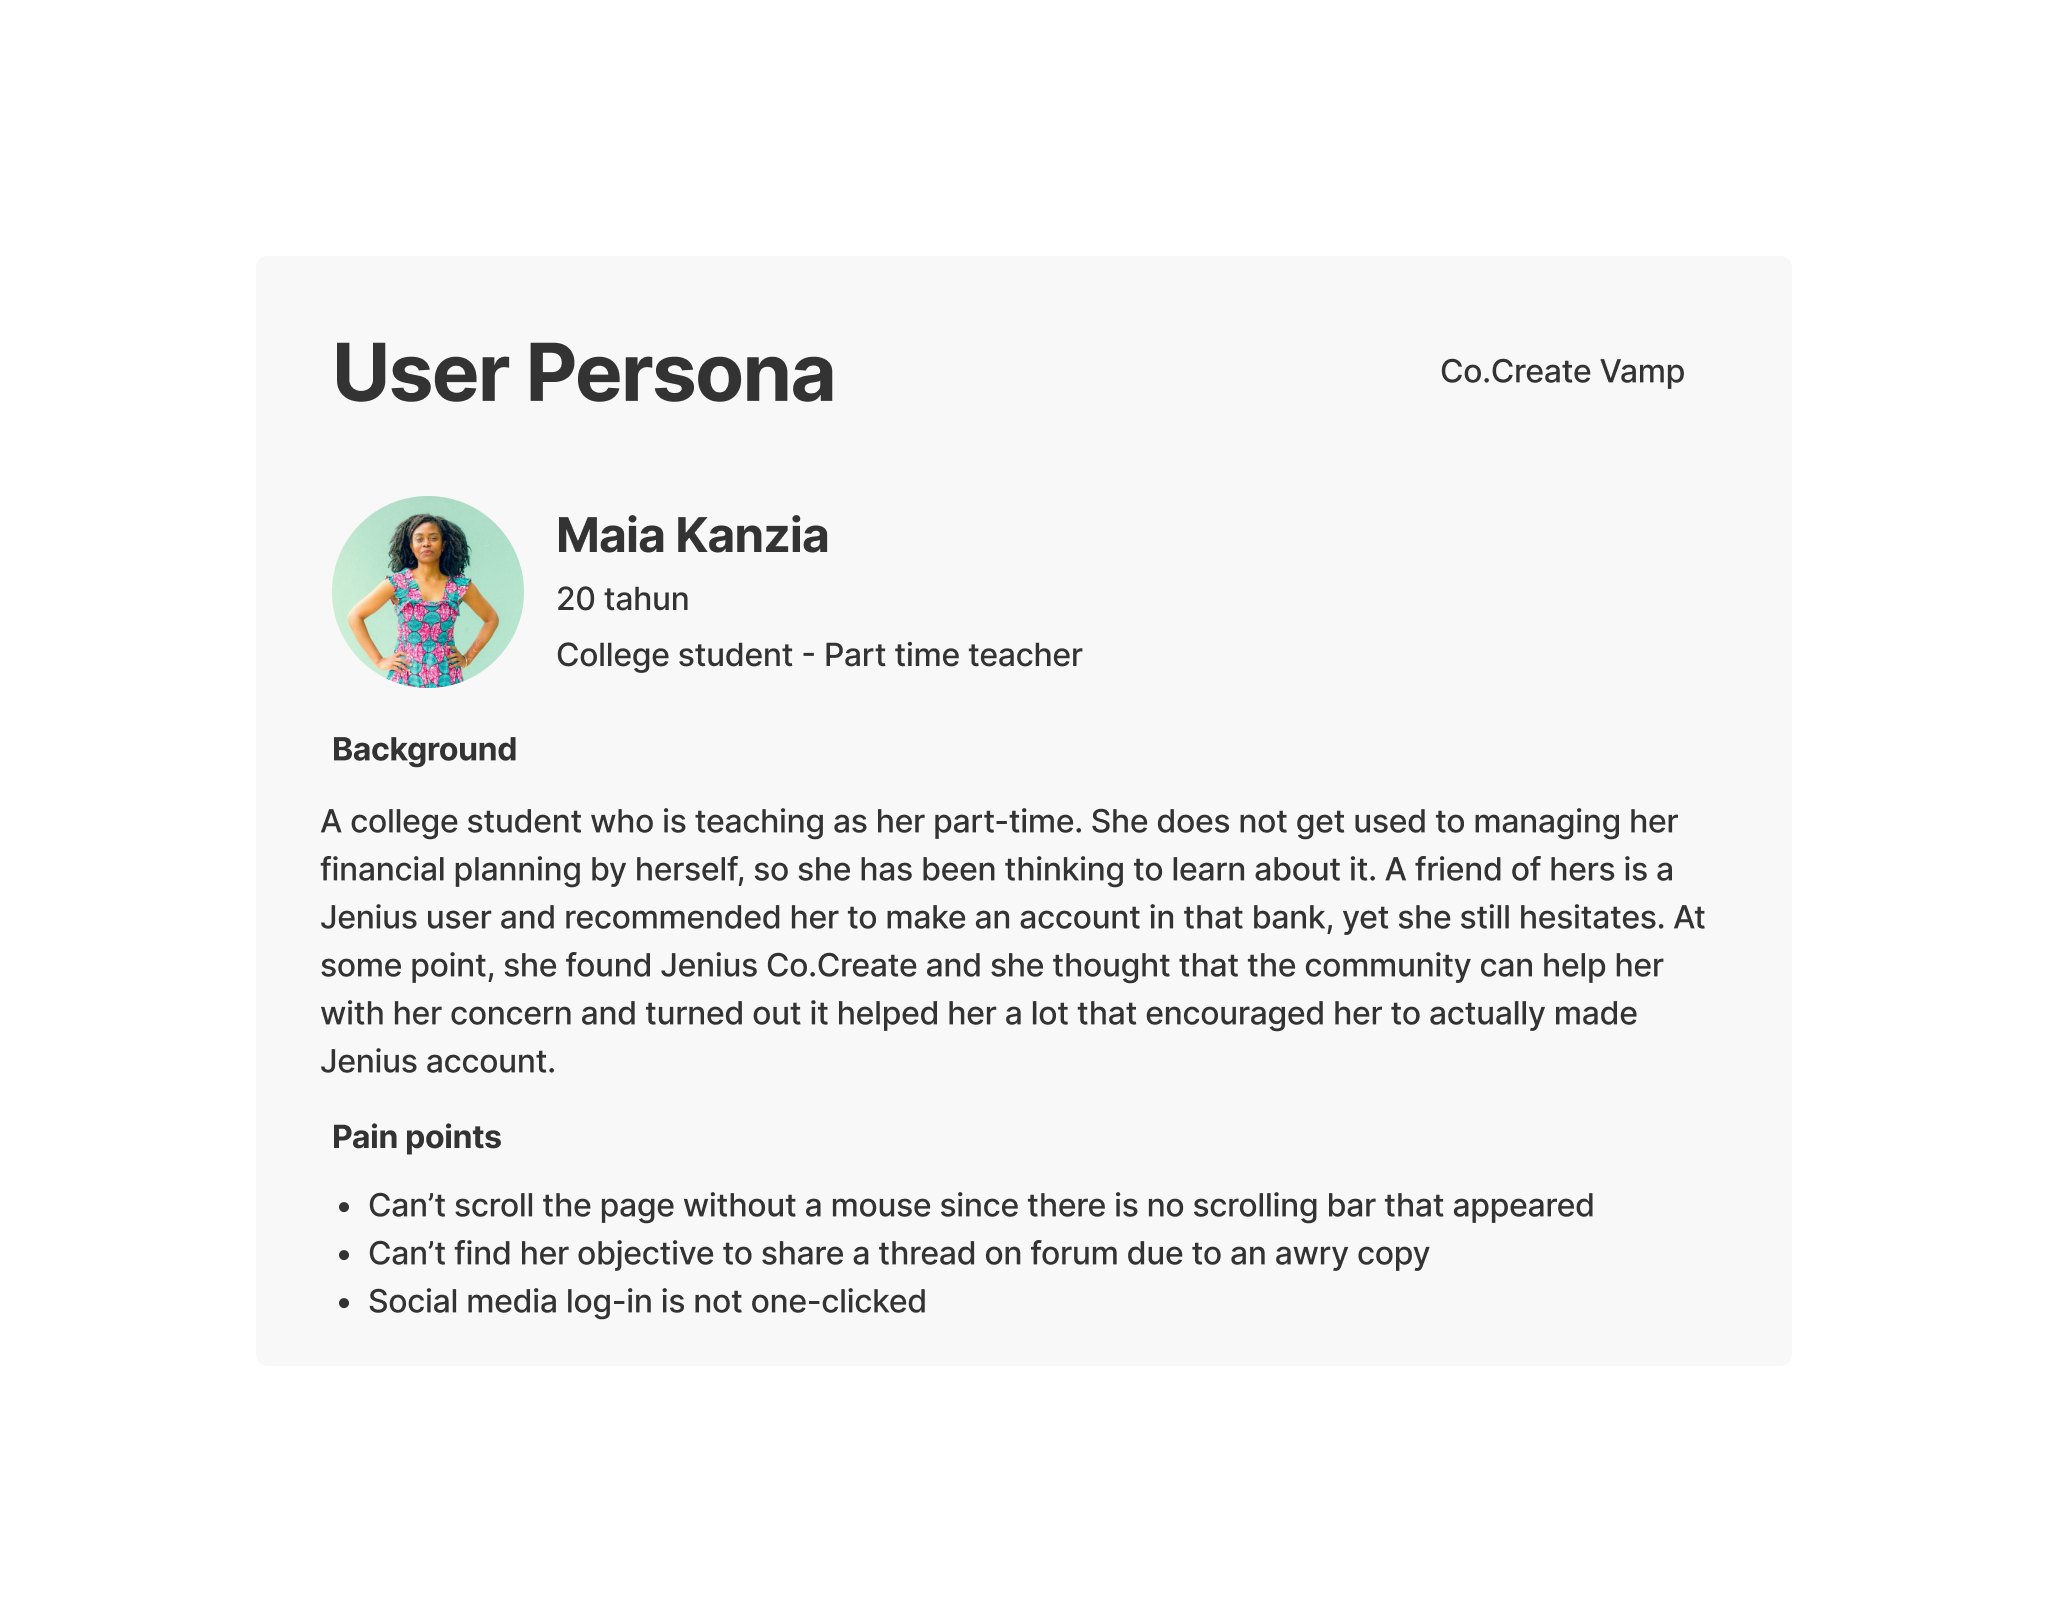 User Persona
Co.Create Vamp
Maia Kanzia
20 tahun
College student - Part time teacher
Background
A college student who is teaching as her part-time. She does not get used to managing her
financial planning by herself, so she has been thinking to learn about it. A friend of hers is a
Jenius user and recommended her to make an account in that bank, yet she still hesitates. At
some point, she found Jenius Co.Create and she thought that the community can help her
with her concern and turned out it helped her a lot that encouraged her to actually made
Jenius account.
Pain points
• Can’t scroll the page without a mouse since there is no scrolling bar that appeared
• Can’t find her objective to share a thread on forum due to an awry copy
• Social media log-in is not one-clicked